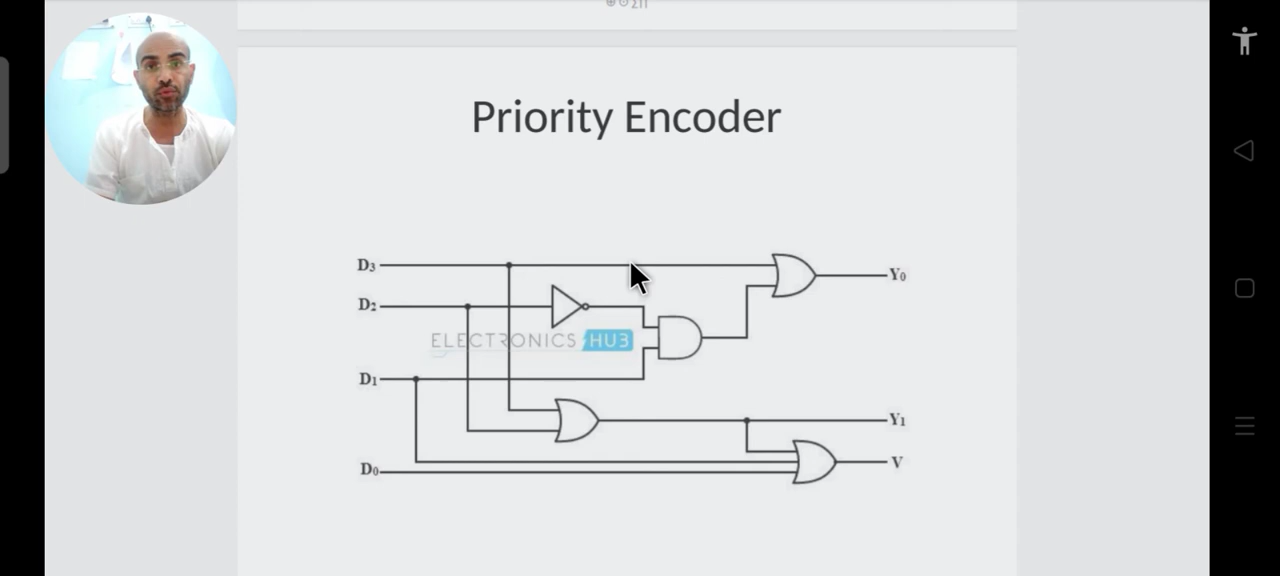 Priority Encoder
D3
Y0
D2
ELECTRONICS HUB
D1
Y1
V
D0